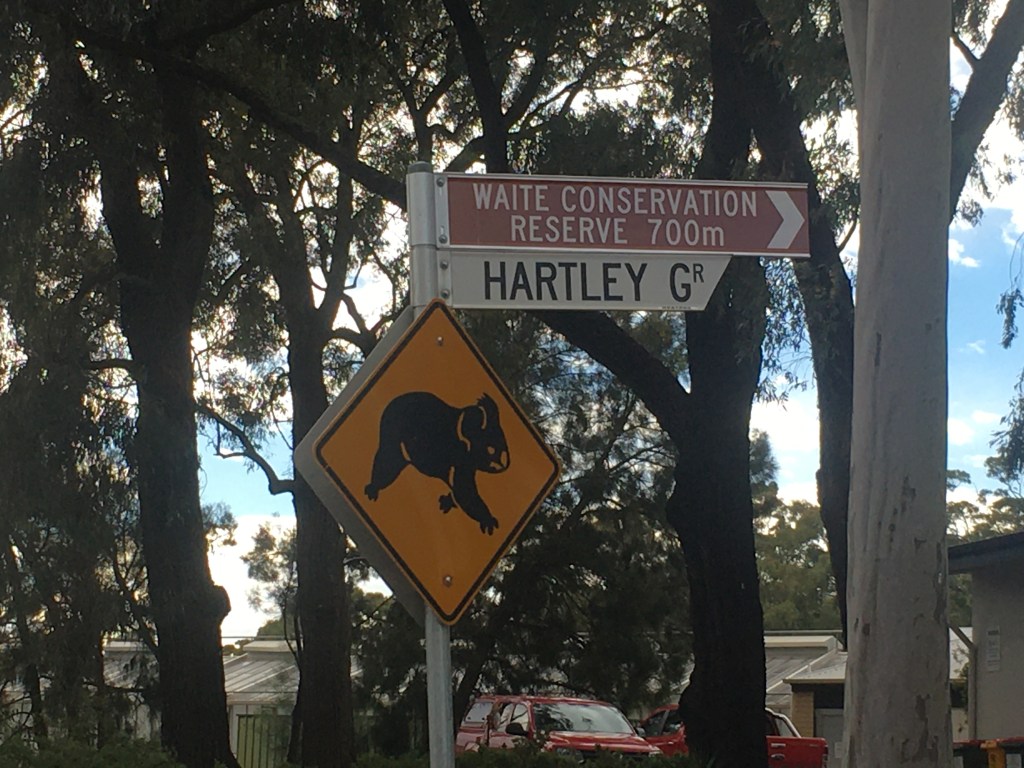 WAITE CONSERVATION
RESERVE 700m
HARTLEY GR